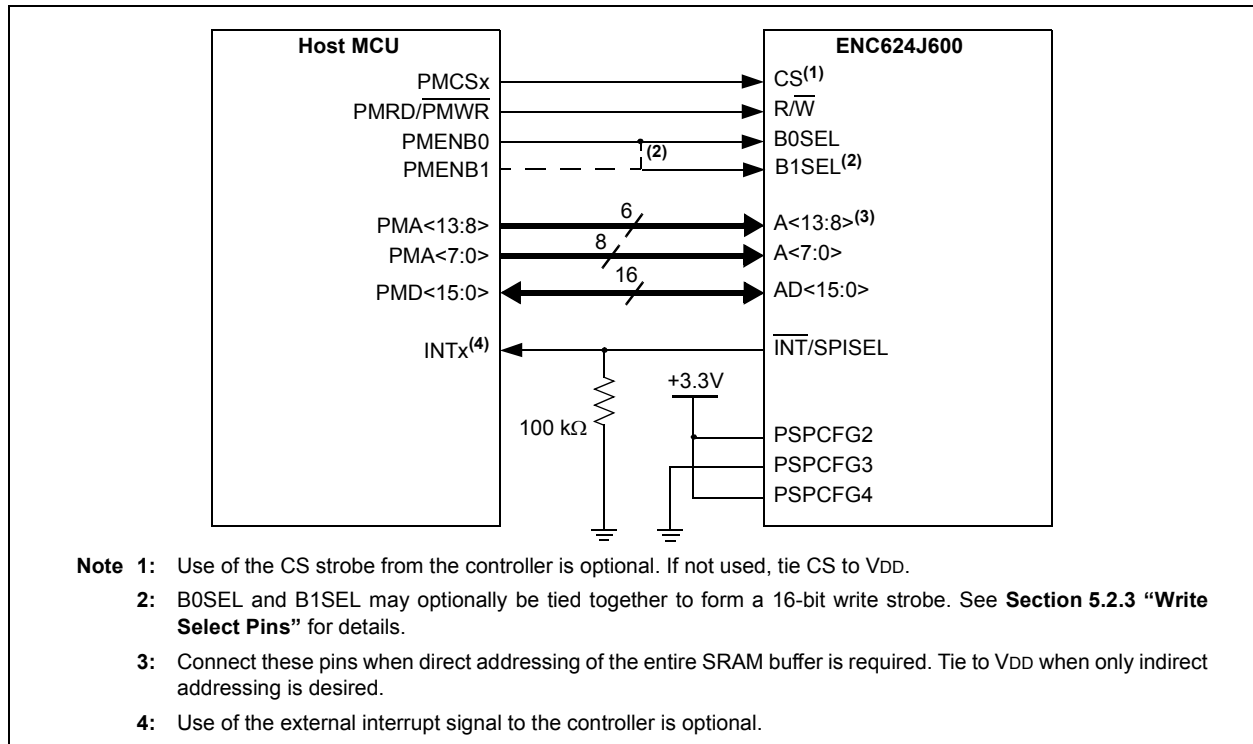 Host MCU
ENC624J600
PMCSx
CS(1)
PMRD/PMWR
R/W
PMENB0
B0SEL
(2)
PMENB1
B1SEL(2)
PMA<13:8>
6
A<13:8>(3)
PMA<7:0>
8
A<7:0>
PMD<15:0>
16
AD<15:0>
INTx(4)
INT/SPISEL
+3.3V
100 kΩ
PSPCFG2
PSPCFG3
PSPCFG4
Note 1: Use of the CS strobe from the controller is optional. If not used, tie CS to VDD.
2: B0SEL and B1SEL may optionally be tied together to form a 16-bit write strobe. See Section 5.2.3 “Write
Select Pins” for details.
3: Connect these pins when direct addressing of the entire SRAM buffer is required. Tie to VDD when only indirect
addressing is desired.
4: Use of the external interrupt signal to the controller is optional.